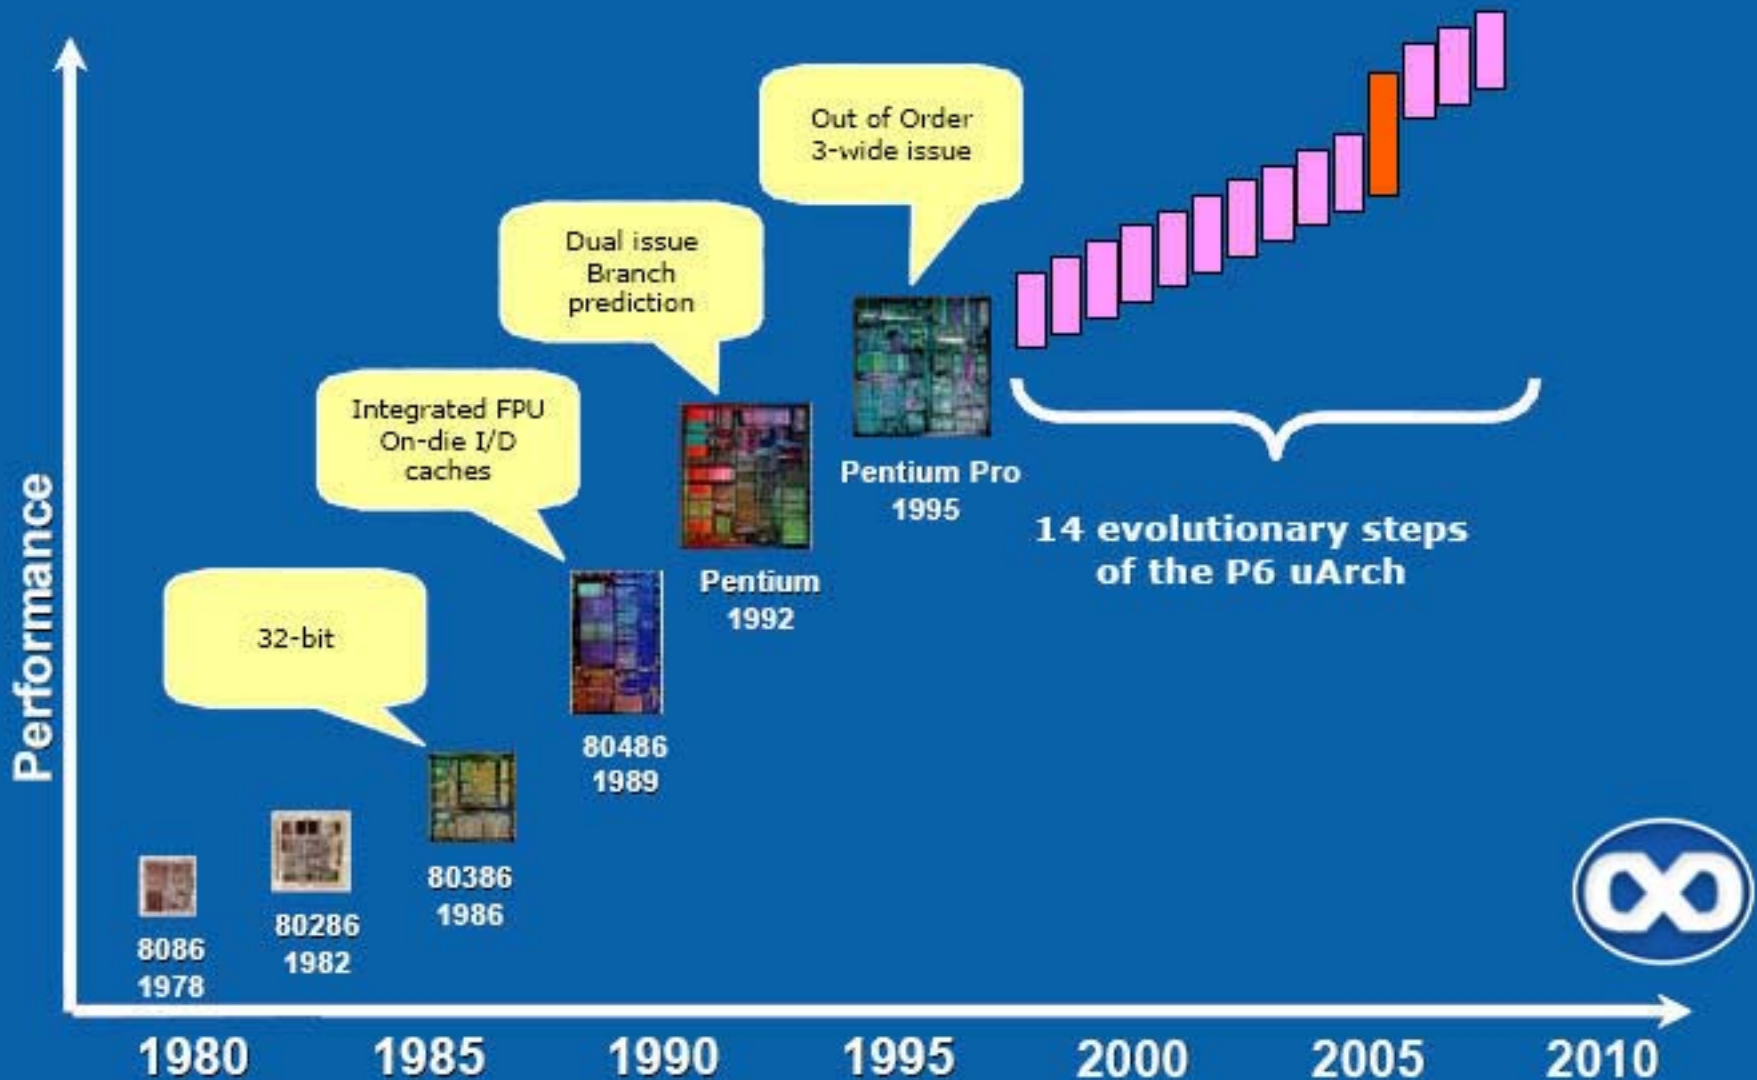 Out of Order
3-wide issue
Dual issue
Branch
prediction
Integrated FPU
On-die I/D
caches
32-bit
Pentium Pro
1995
14 evolutionary steps
of the P6 uArch
Pentium
1992
80486
1989
80386
1986
80286
1982
8086
1978
Performance
1980
1985
1990
1995
2000
2005
2010